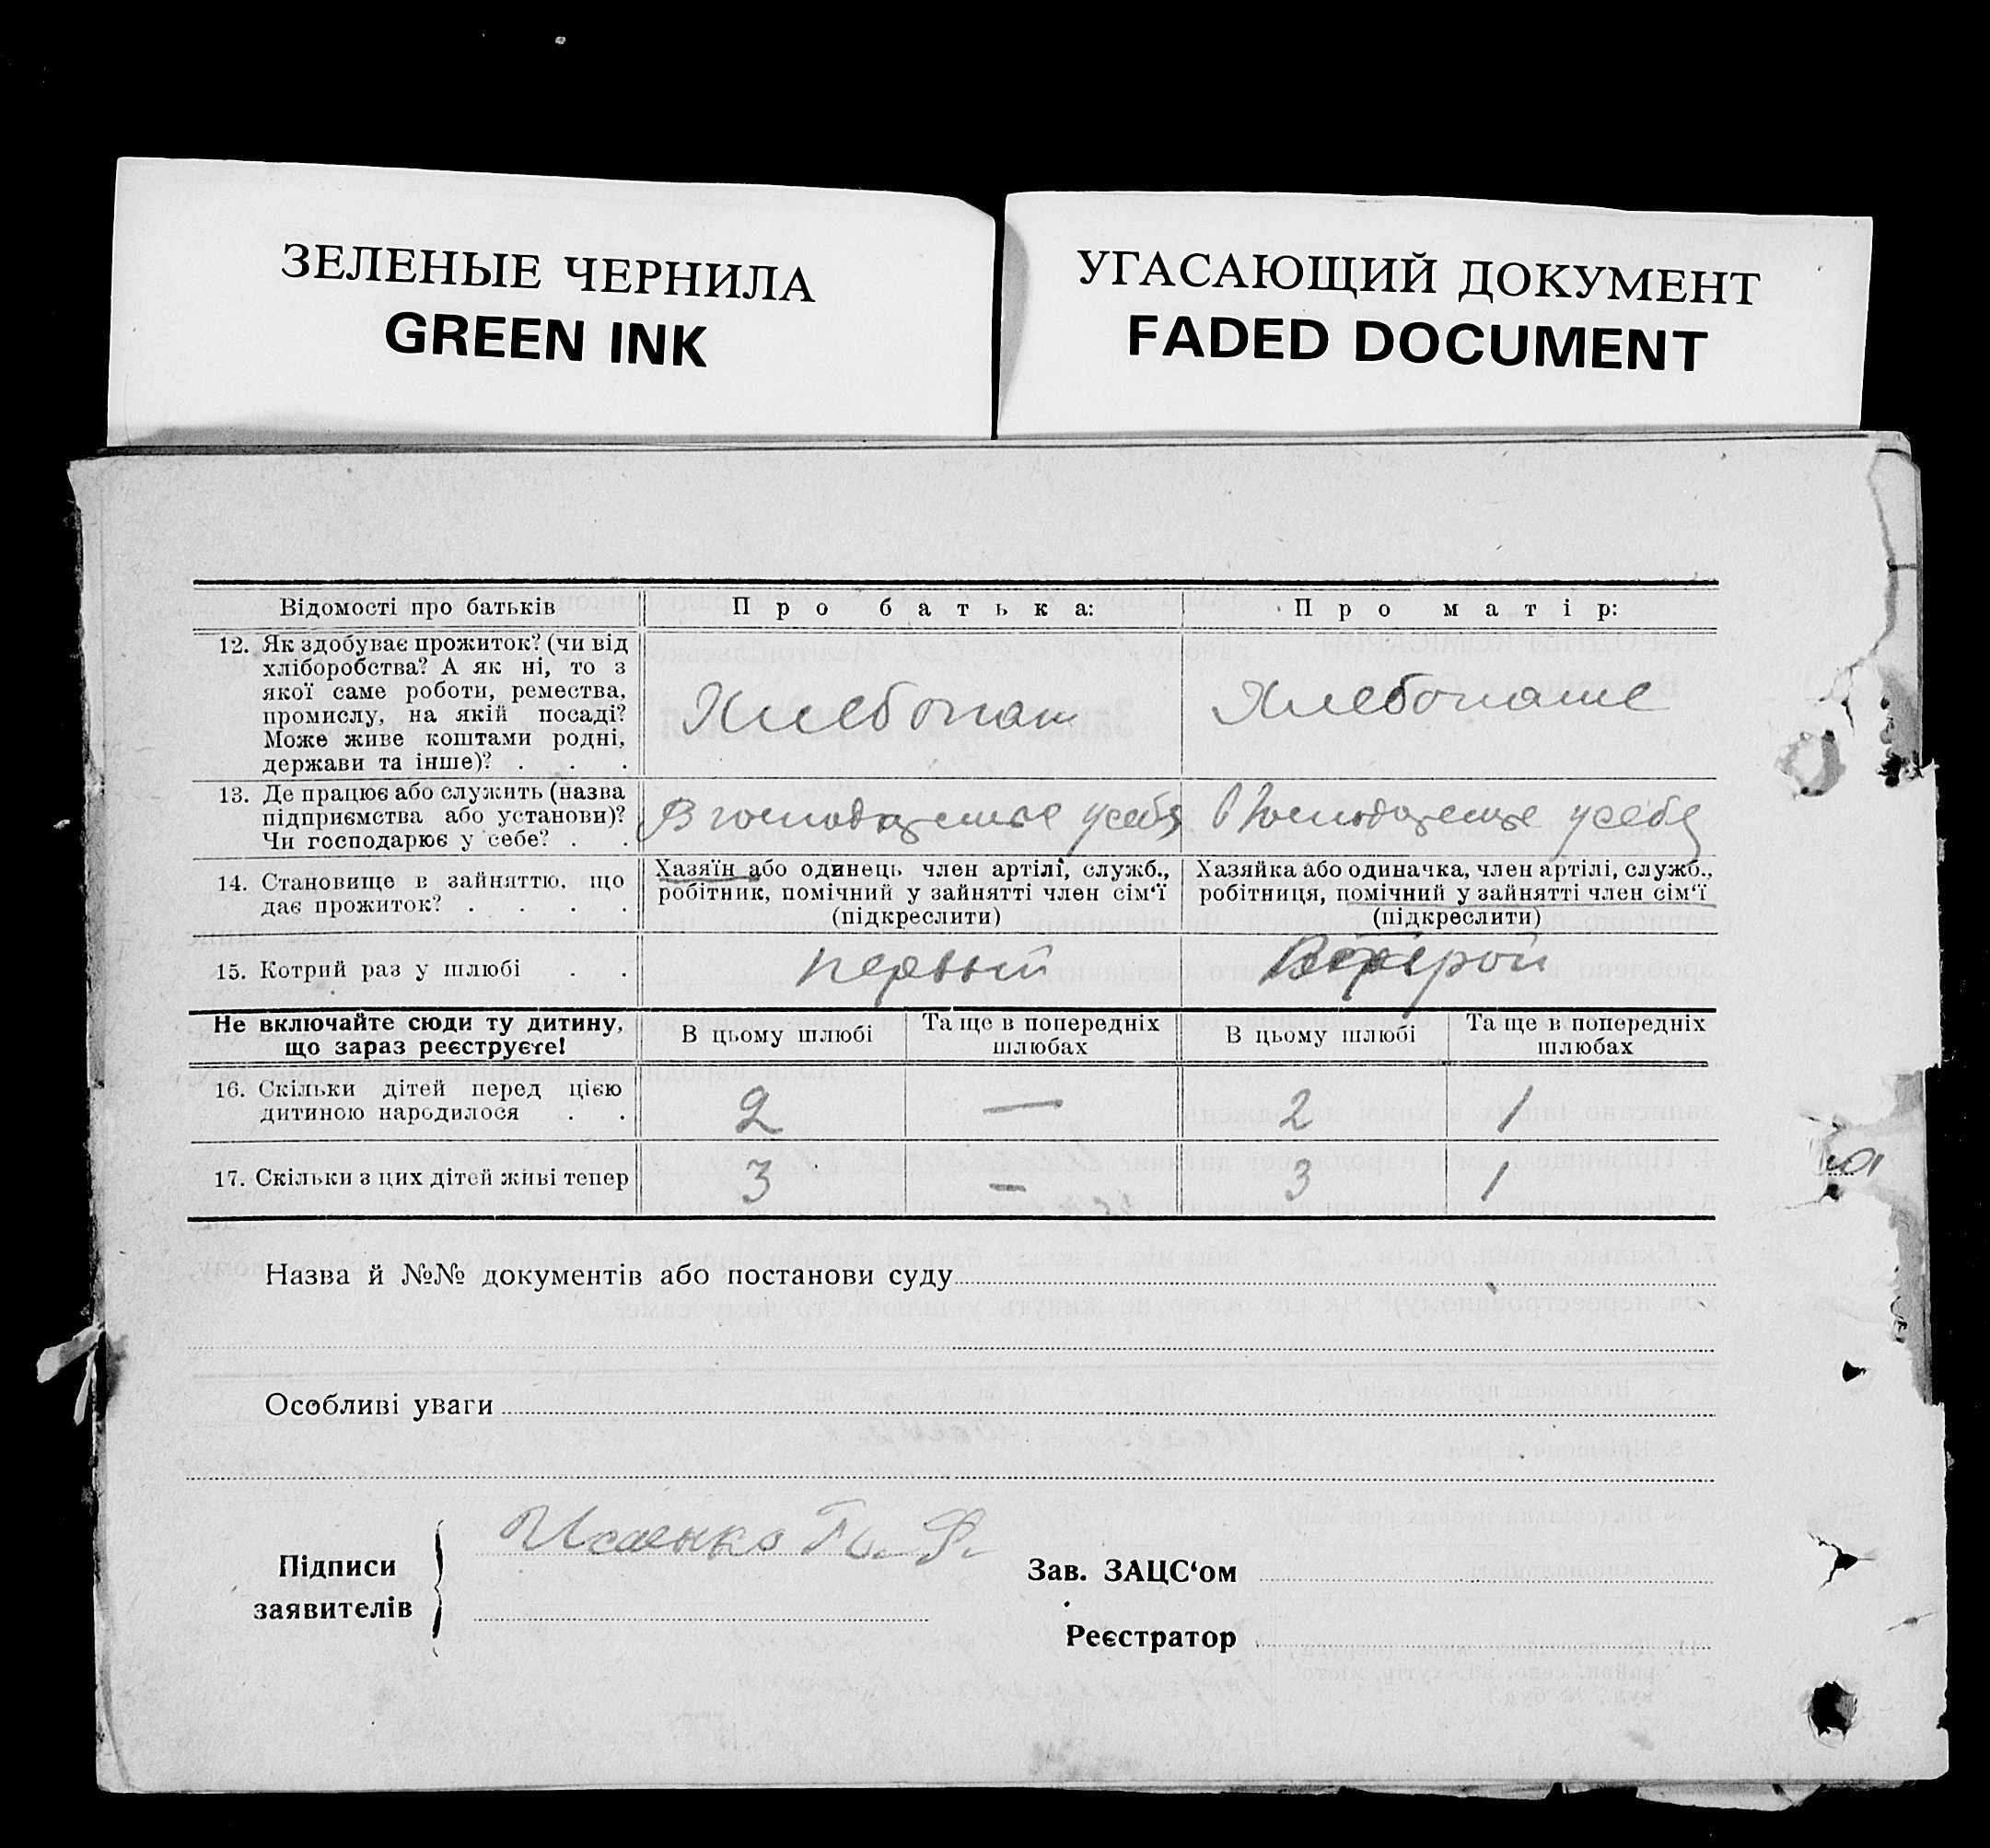 ЗЕЛЕНЫЕ ЧЕРНИЛА
GREEN INK
УГАСАЮЩИЙ ДОКУМЕНТ
FADED DOCUMENT
Відомості про батьків
Про батька:
Про матір:
12. Як здобуває прожиток? (чи від
хліборобства? А як ні, то з
якої саме роботи, ремества,
промислу, на якій посаді?
Може живе коштами родні,
держави та інше)? . . .
Хлебопаш
Хлебопаше
13. Де працює або служить (назва
підприємства або установи)?
Чи господарює у себе? . .
В усебя
усебя
14. Становище в зайняттю, що
дає прожиток? . . . .
Хазяїн або одинець член артілі, служб.,
робітник, помічний у зайнятті член сім‘ї
(підкреслити)
Хазяйка або одиначка, член артілі, служб.,
робітниця, помічний у зайнятті член сім‘ї
(підкреслити)
15. Котрий раз у шлюбі . .
первый
Второй
Не включайте сюди ту дитину,
що зараз реєструєте!
В цьому шлюбі
Та ще в попередніх
шлюбах
В цьому шлюбі
Та ще в попередніх
шлюбах
16. Скільки дітей перед цією
дитиною народилося . .
2
—
2
1
17. Скільки з цих дітей живі тепер
3
—
3
1
Назва й №№ документів або постанови суду
Особливі уваги
Підписи
заявителів
Зав. ЗАЦС‘ом
Реєстратор